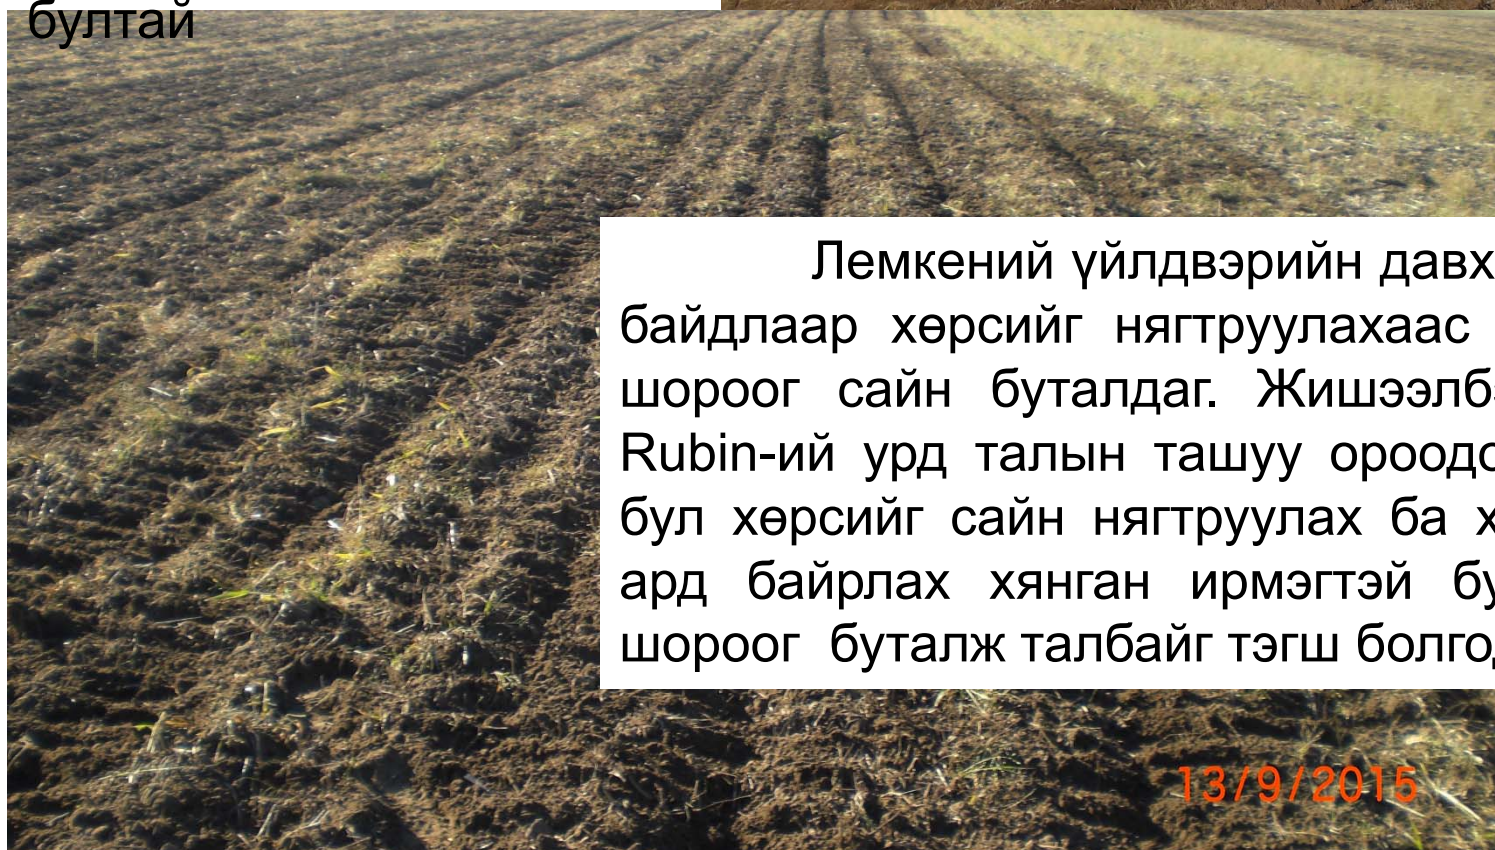 бултай
Лемкений үйлдвэрийн давх
байдлаар хөрсийг нягтруулахаас
шороог сайн буталдаг. Жишээлб
Rubin-ий урд талын ташуу ороод
бул хөрсийг сайн нягтруулах ба х
ард байрлах хянган ирмэгтэй бу
шороог буталж талбайг тэгш болго
13/9/2015